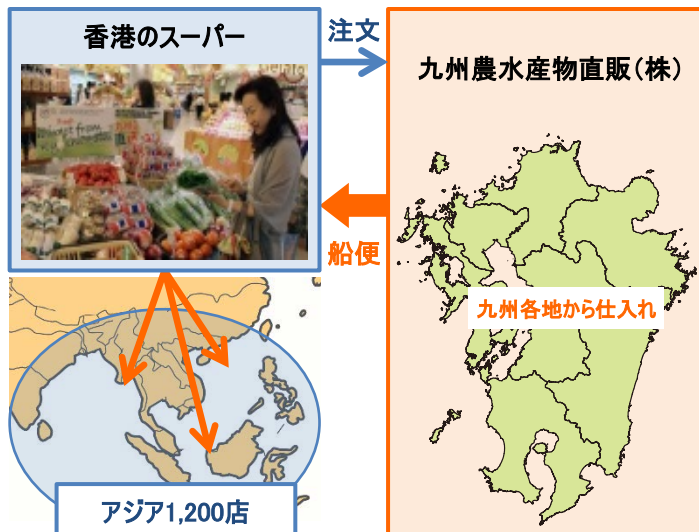 香港のスーパー
注文
九州農水産物直販（株）
船便
九州各地から仕入れ
アジア1,200店